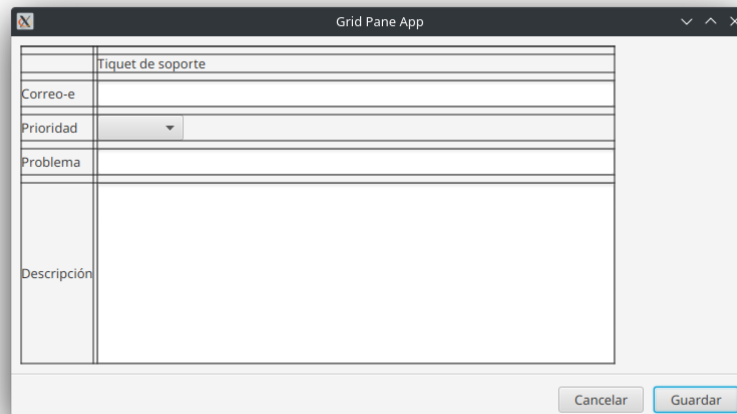 Grid Pane App
Tiquet de soporte
Correo-e
Prioridad
Problema
Descripción
Cancelar
Guardar